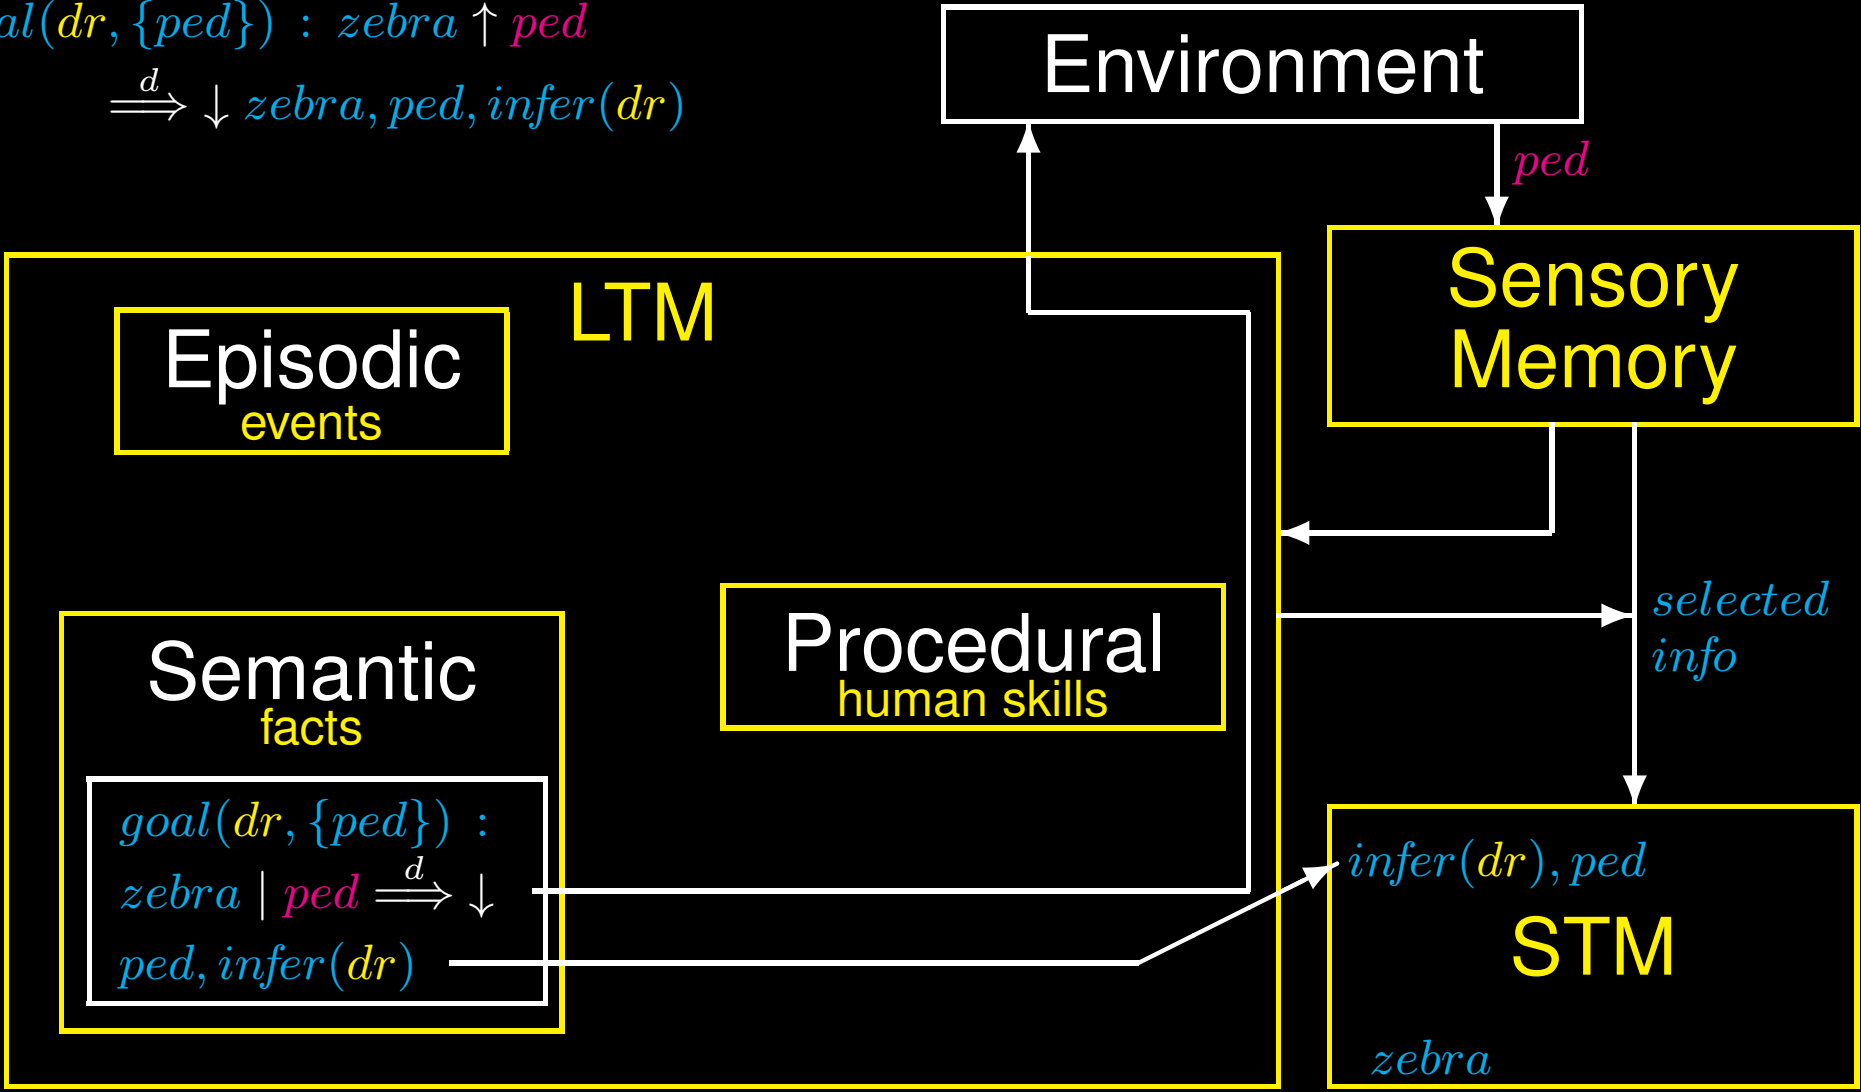 al(dr, {ped}) : zebra ↑ ped
⟹ᵈ ↓ zebra, ped, infer(dr)
Environment
ped
Sensory
Memory
LTM
Episodic
events
selected
info
Procedural
human skills
Semantic
facts
goal(dr, {ped}) :
zebra | ped ⟹ᵈ ↓
ped, infer(dr)
infer(dr), ped
STM
zebra